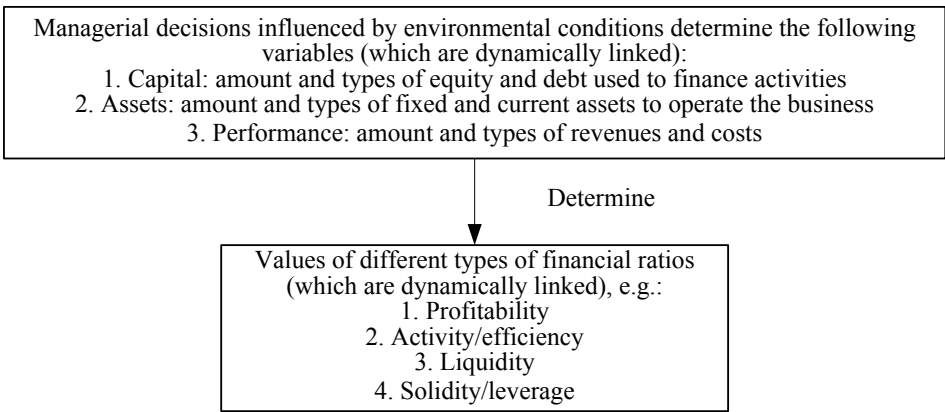 Managerial decisions influenced by environmental conditions determine the following
variables (which are dynamically linked):
1. Capital: amount and types of equity and debt used to finance activities
2. Assets: amount and types of fixed and current assets to operate the business
3. Performance: amount and types of revenues and costs
Determine
Values of different types of financial ratios
(which are dynamically linked), e.g.:
1. Profitability
2. Activity/efficiency
3. Liquidity
4. Solidity/leverage